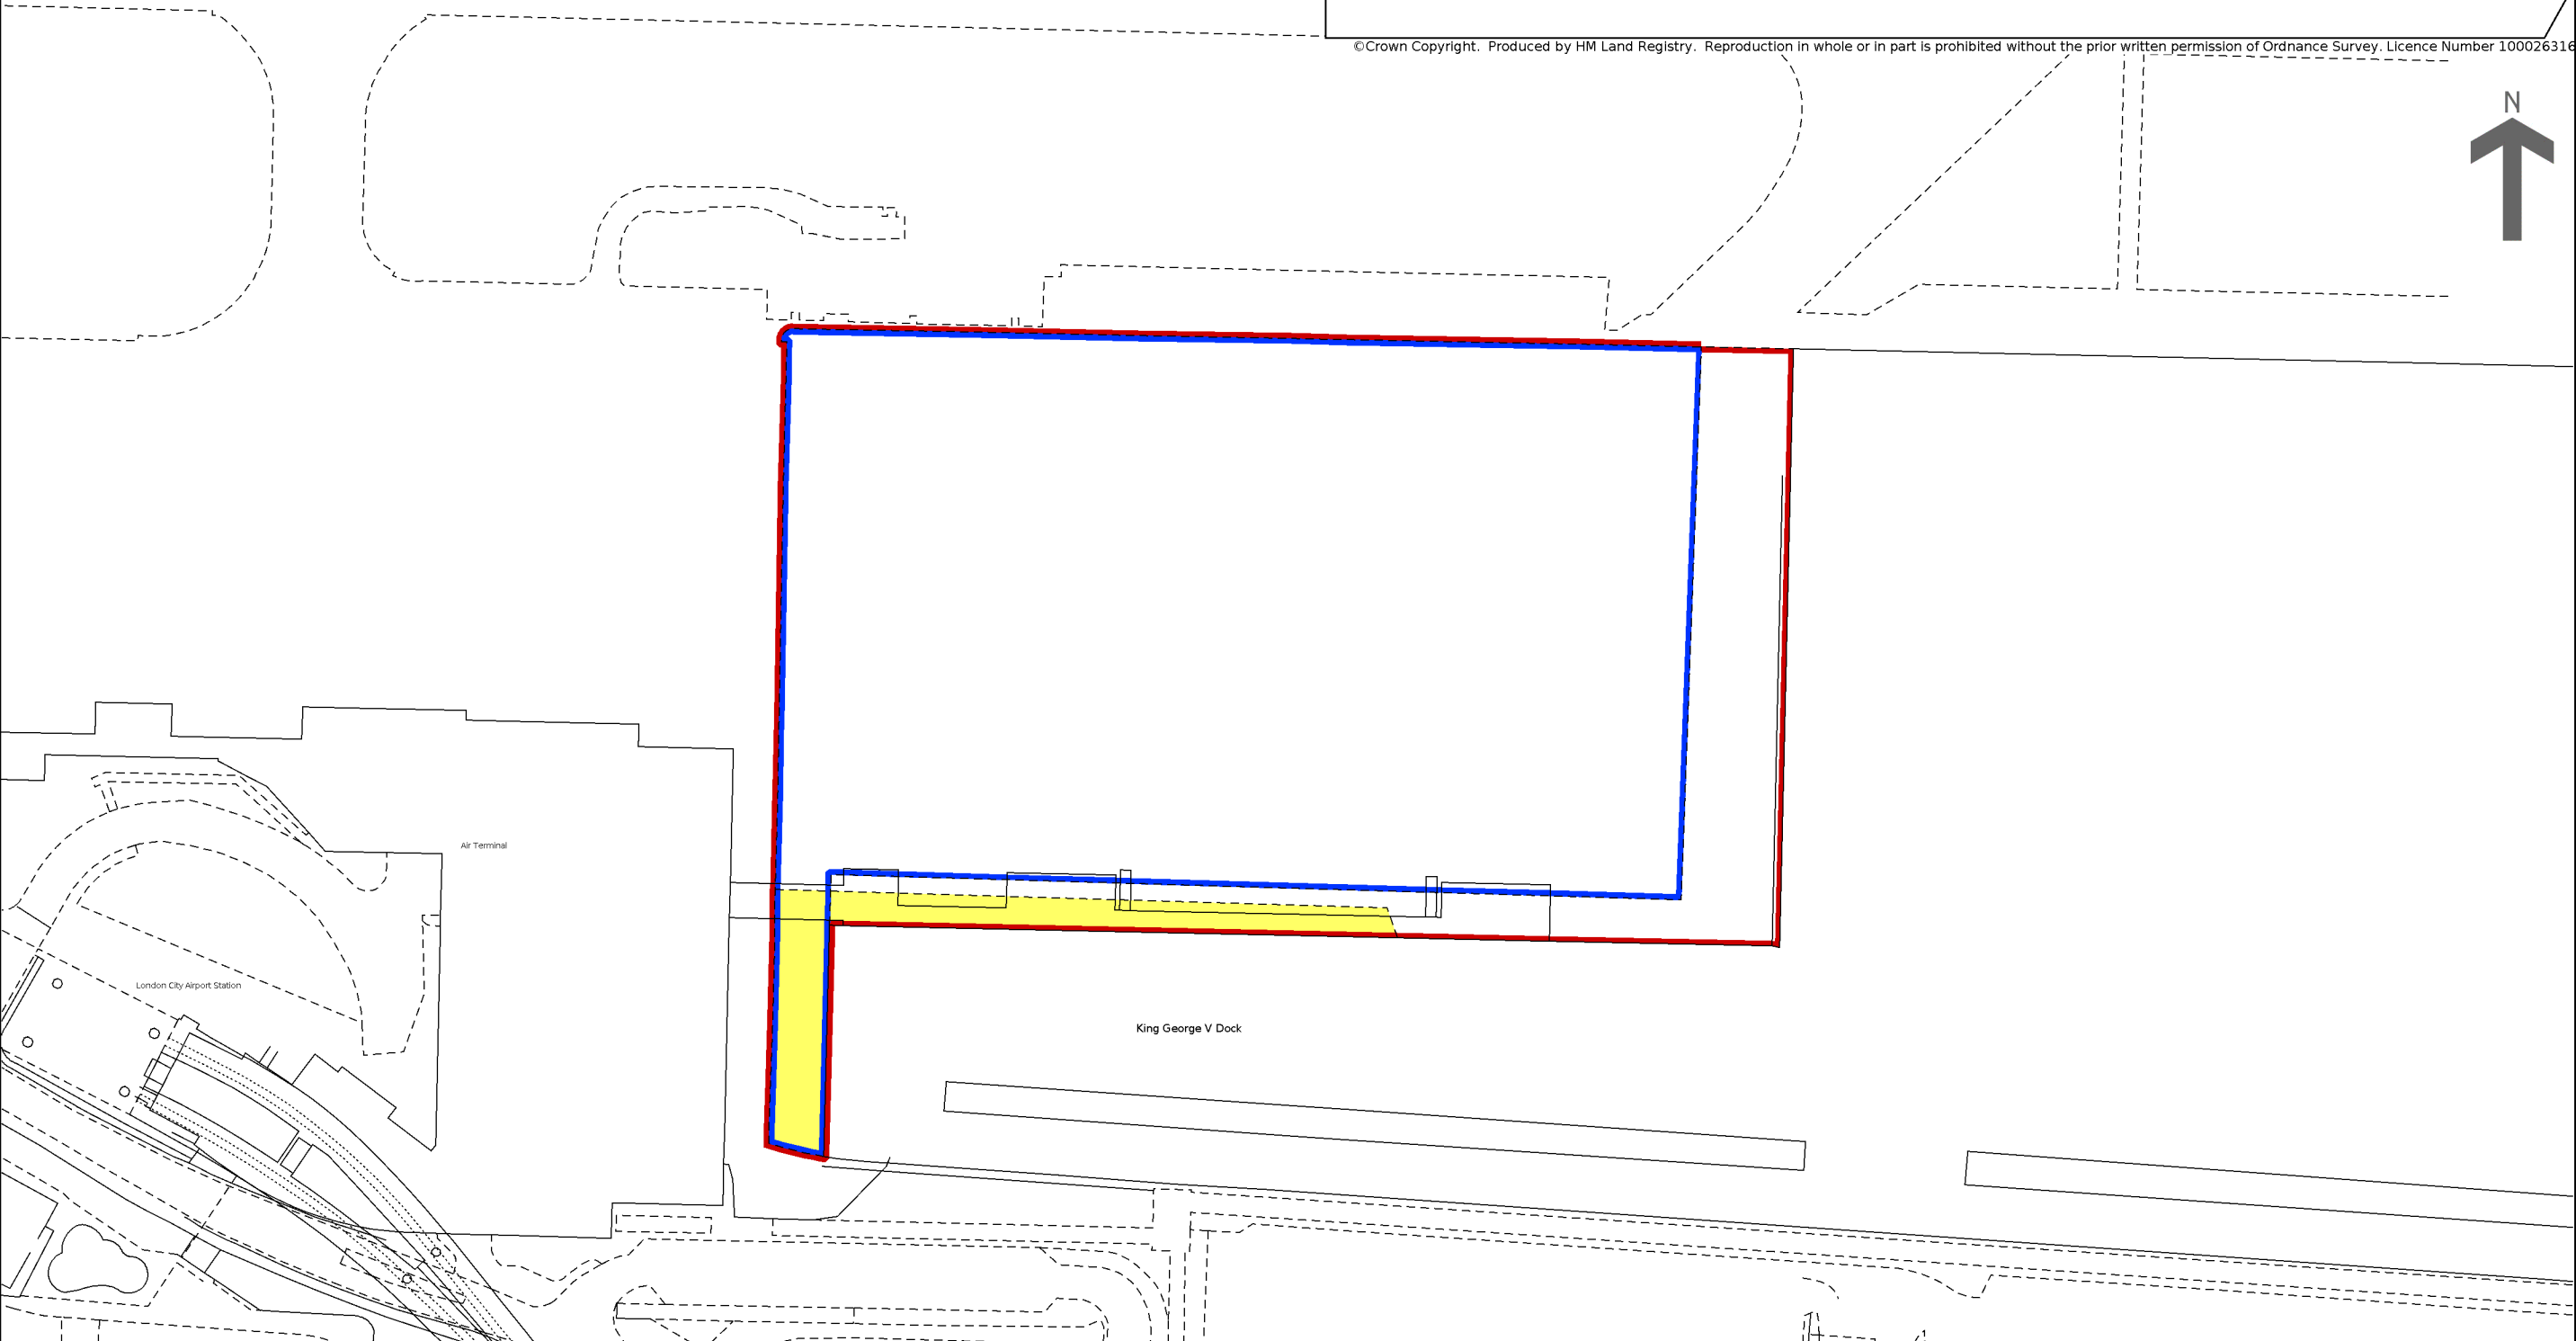 ©Crown Copyright. Produced by HM Land Registry. Reproduction in whole or in part is prohibited without the prior written permission of Ordnance Survey. Licence Number 100026316
N
Air Terminal
London City Airport Station
King George V Dock